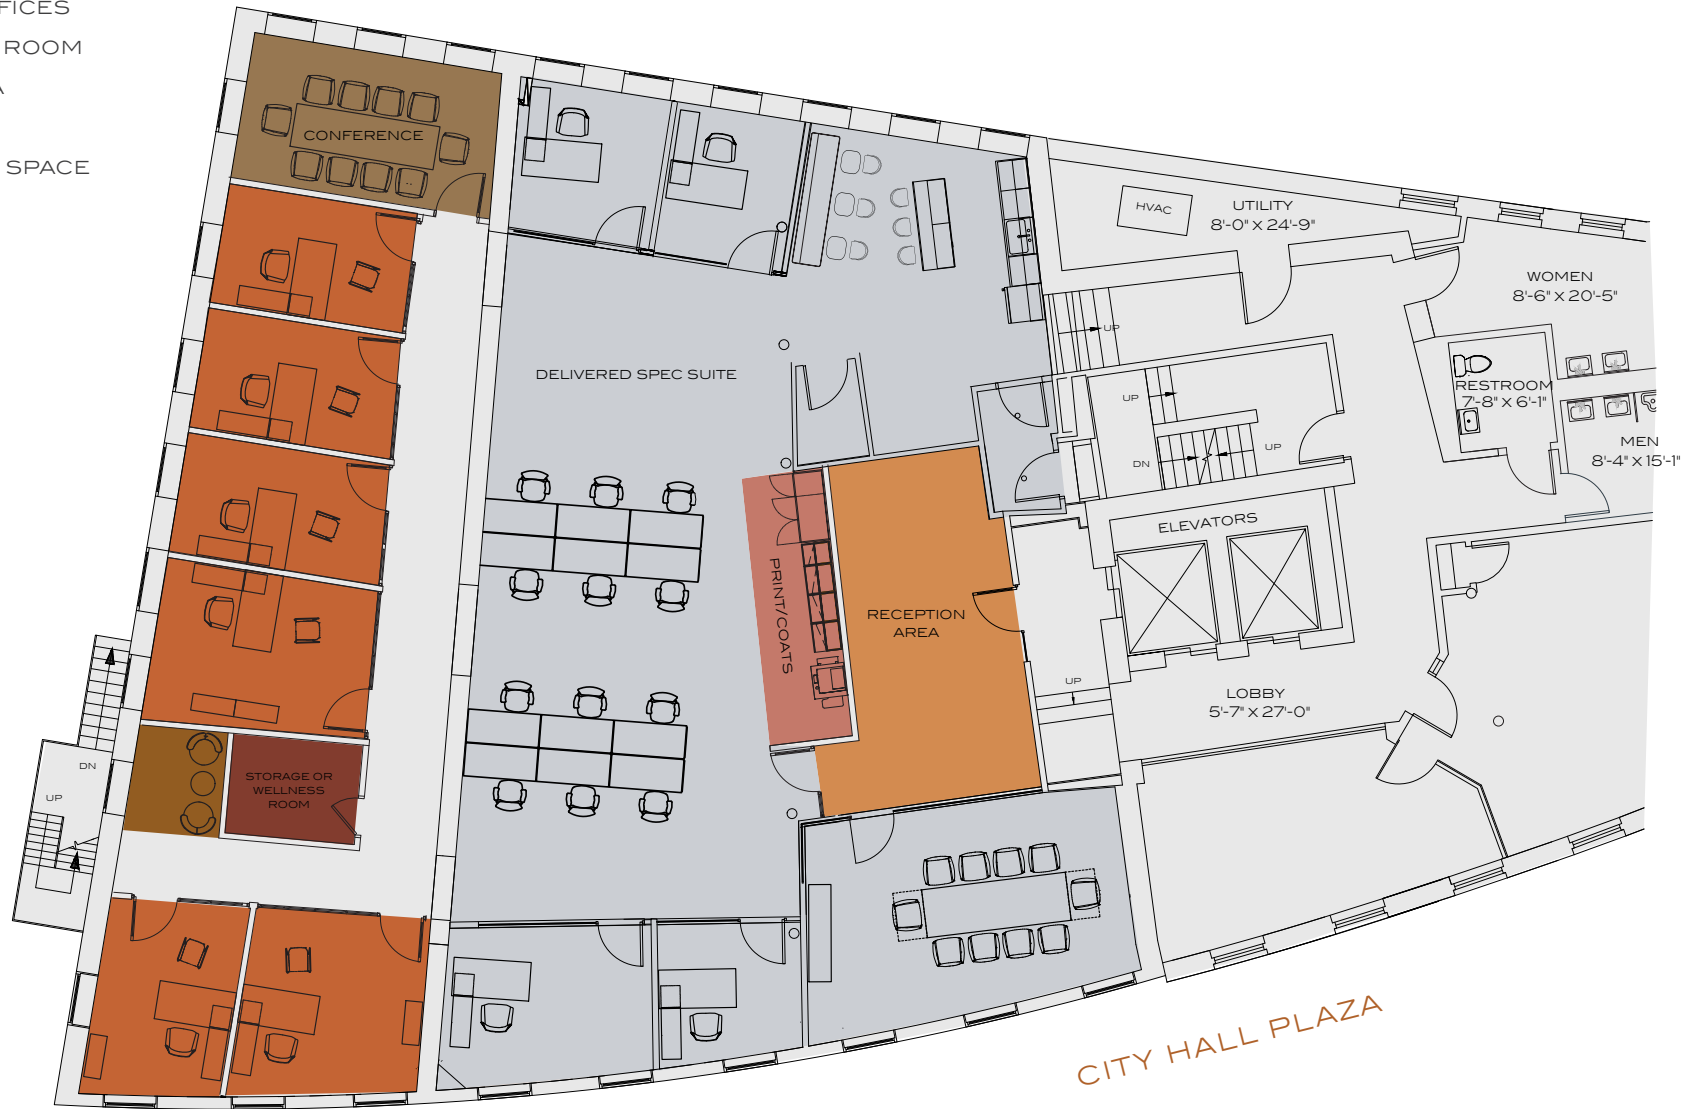 FICES
ROOM
A
SPACE
CONFERENCE
HVAC
UTILITY
8'-0" X 24'-9"
WOMEN
8'-6" X 20'-5"
UP
DELIVERED SPEC SUITE
UP
RESTROOM
7'-8" X 6'-1"
UP
DN
MEN
8'-4" X 15'-1"
ELEVATORS
PRINT/COATS
RECEPTION
AREA
UP
LOBBY
5'-7" X 27'-0"
DN
UP
STORAGE OR
WELLNESS
ROOM
CITY HALL PLAZA